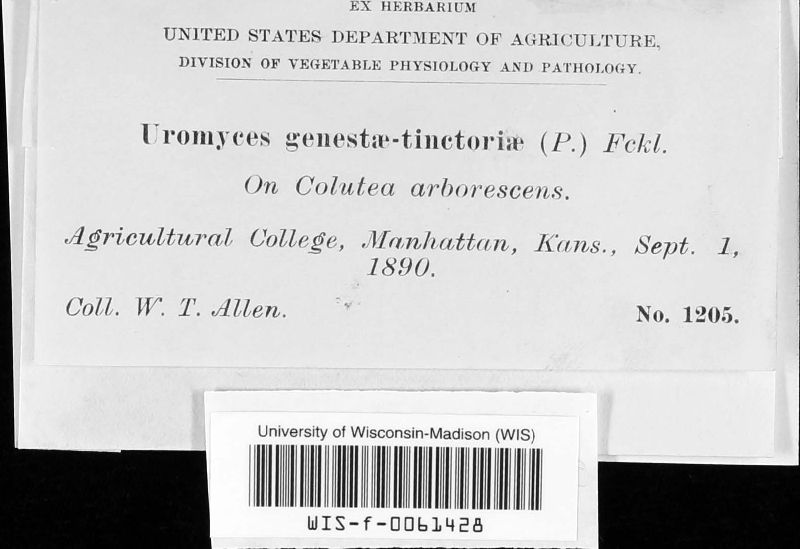 EX HERBARIUM
UNITED STATES DEPARTMENT OF AGRICULTURE,
DIVISION OF VEGETABLE PHYSIOLOGY AND PATHOLOGY.
Uromyces genestæ-tinctoriæ (P.) Fckl.
On Colutea arborescens.
Agricultural College, Manhattan, Kans., Sept. 1,
1890.
Coll. W. T. Allen.
No. 1205.
University of Wisconsin-Madison (WIS)
WIS-f-0061428